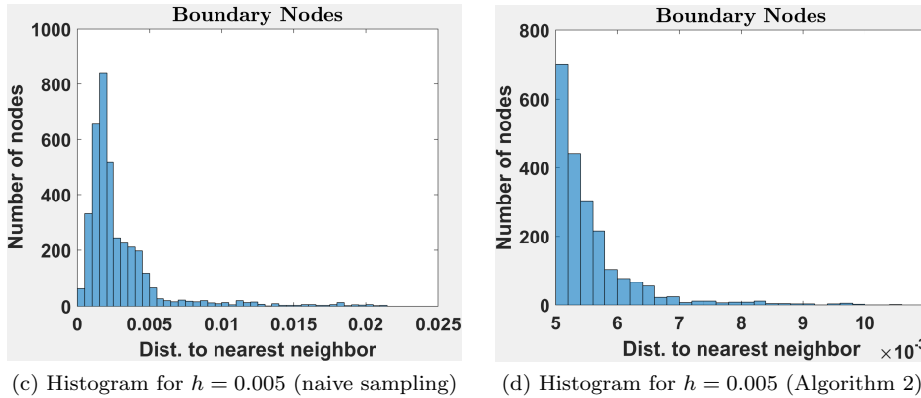 Boundary Nodes
1000
800
600
400
200
0
Number of nodes
0 0.005 0.01 0.015 0.02 0.025
Dist. to nearest neighbor
(c) Histogram for h = 0.005 (naive sampling)
Boundary Nodes
800
600
400
200
0
Number of nodes
5 6 7 8 9 10
Dist. to nearest neighbor ×10⁻³
(d) Histogram for h = 0.005 (Algorithm 2)